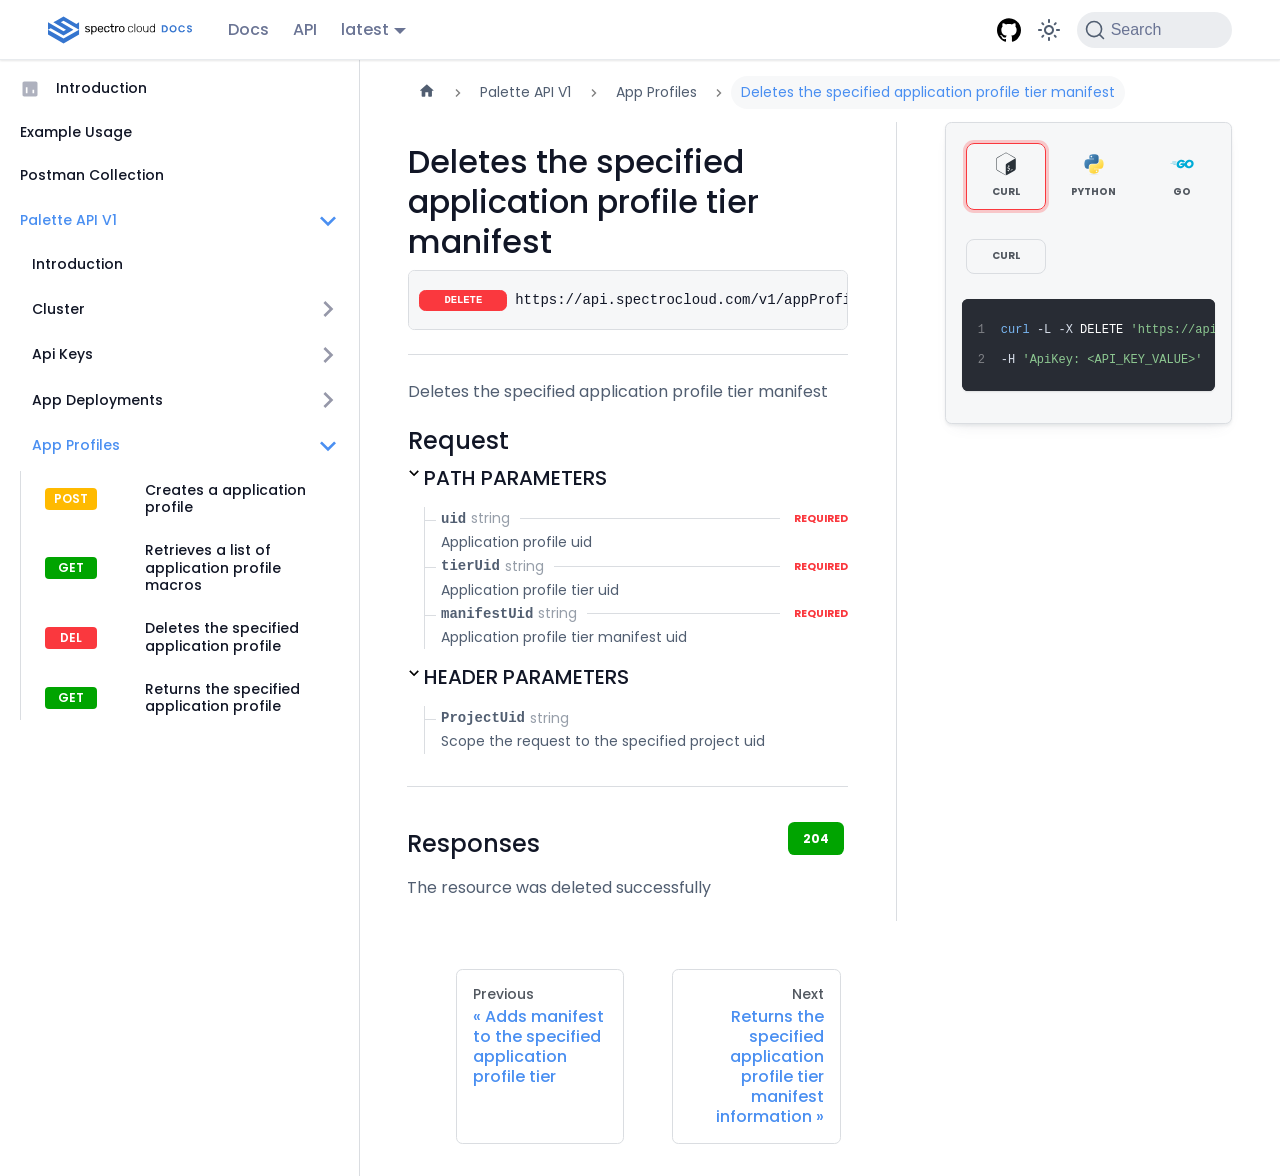 spectro cloud DOCS
Docs
API
latest
Search
Introduction
Example Usage
Postman Collection
Palette API V1
Introduction
Cluster
Api Keys
App Deployments
App Profiles
POST
Creates a application
profile
GET
Retrieves a list of
application profile
macros
DEL
Deletes the specified
application profile
GET
Returns the specified
application profile
Palette API V1
App Profiles
Deletes the specified application profile tier manifest
Deletes the specified
application profile tier
manifest
DELETE https://api.spectrocloud.com/v1/appProfi
Deletes the specified application profile tier manifest
Request
PATH PARAMETERS
uid string REQUIRED
Application profile uid
tierUid string REQUIRED
Application profile tier uid
manifestUid string REQUIRED
Application profile tier manifest uid
HEADER PARAMETERS
ProjectUid string
Scope the request to the specified project uid
Responses
204
The resource was deleted successfully
CURL
PYTHON
GO
CURL
1 curl -L -X DELETE 'https://api
2 -H 'ApiKey: <API_KEY_VALUE>'
Previous
« Adds manifest
to the specified
application
profile tier
Next
Returns the
specified
application
profile tier
manifest
information »